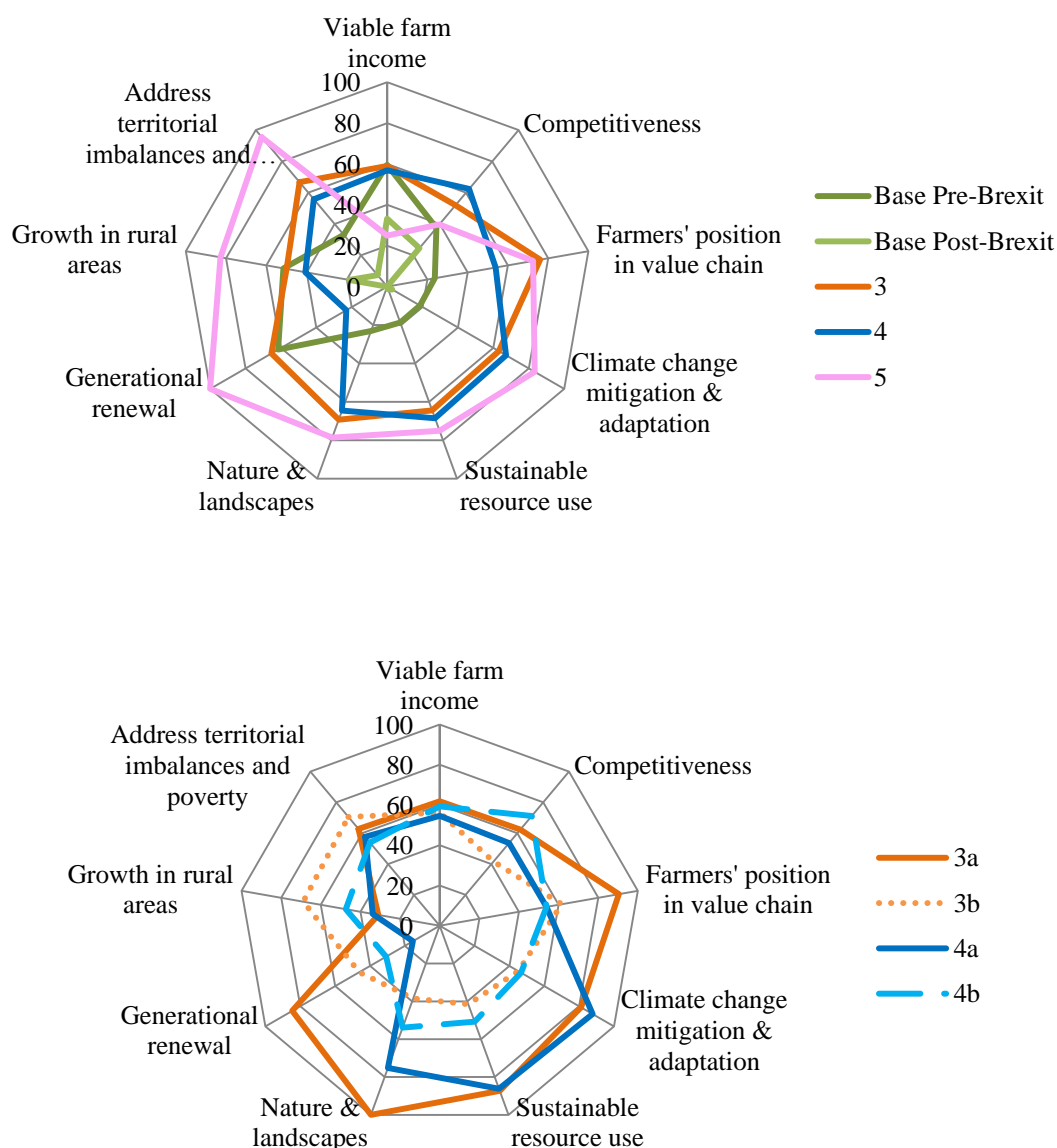 Viable farm
income
100
80
60
40
20
0
Address
territorial
imbalances and…
Competitiveness
Growth in rural
areas
Farmers' position
in value chain
Generational
renewal
Climate change
mitigation &
adaptation
Nature &
landscapes
Sustainable
resource use
Base Pre-Brexit
Base Post-Brexit
3
4
5
Viable farm
income
100
80
60
40
20
0
Address territorial
imbalances and
poverty
Competitiveness
Growth in rural
areas
Farmers' position
in value chain
Generational
renewal
Climate change
mitigation &
adaptation
Nature &
landscapes
Sustainable
resource use
3a
3b
4a
4b